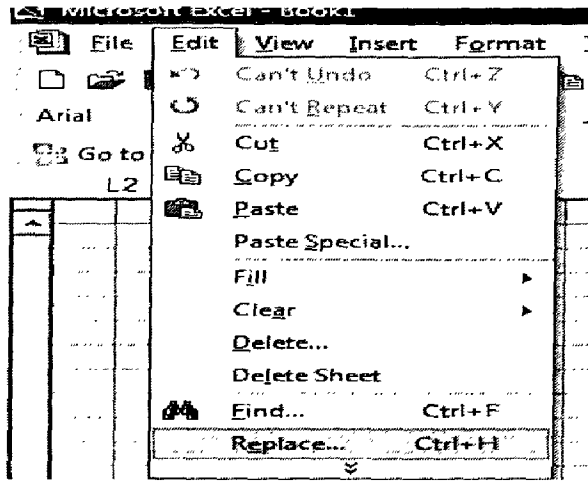 Microsoft Excel - Book1
File Edit View Insert Format
Can't Undo Ctrl+Z
Arial
Can't Repeat Ctrl+Y
Go to
Cut Ctrl+X
L2
Copy Ctrl+C
Paste Ctrl+V
Paste Special...
Fill
Clear
Delete...
Delete Sheet
Find... Ctrl+F
Replace... Ctrl+H